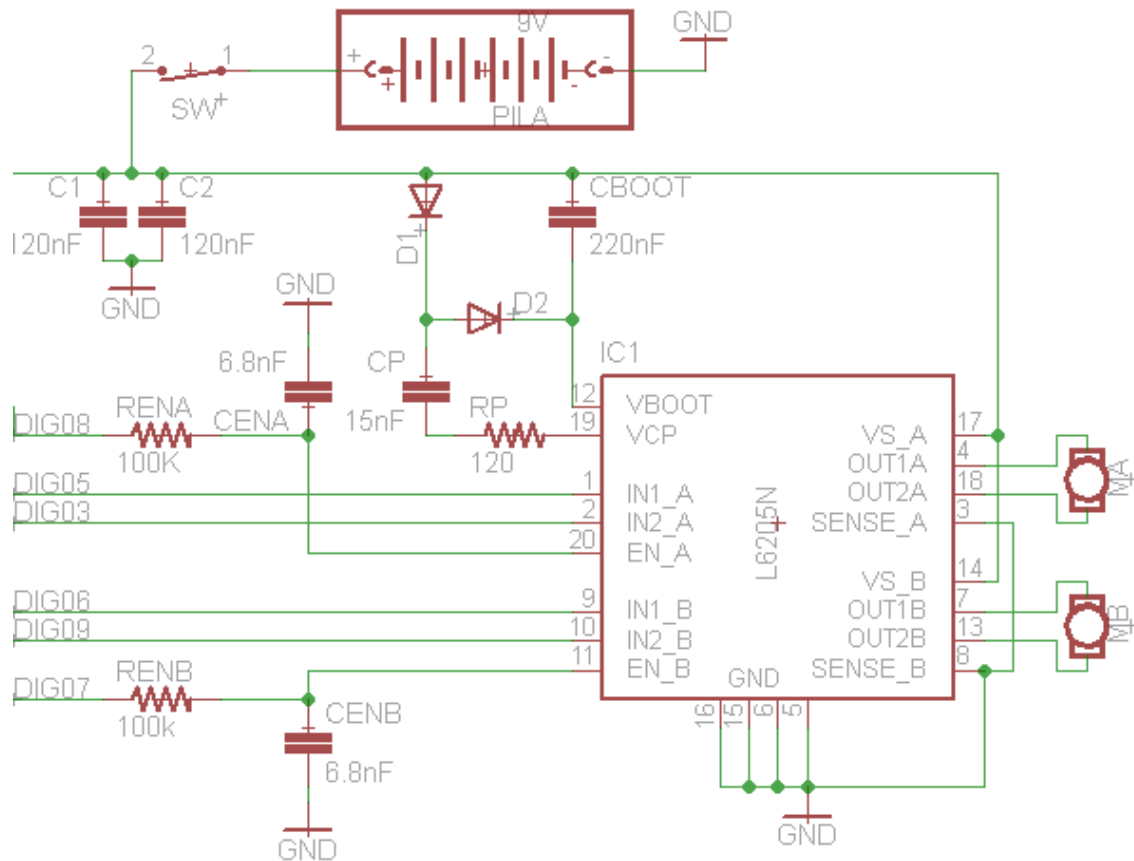 9V
GND
2
1
+
-
SW
+
-
PILA
C1
C2
CBOOT
120nF
120nF
D1
220nF
GND
GND
D2
6.8nF
CP
IC1
RENA
CENA
15nF
RP
12
VBOOT
DIG08
19
VCP
VS_A
17
100K
120
OUT1A
4
MA
DIG05
1
IN1_A
OUT2A
18
DIG03
2
IN2_A
L6205N
SENSE_A
3
20
EN_A
VS_B
14
DIG06
9
IN1_B
OUT1B
7
MB
DIG09
10
IN2_B
OUT2B
13
RENB
11
EN_B
SENSE_B
8
DIG07
GND
100k
CENB
16
15
6
5
6.8nF
GND
GND